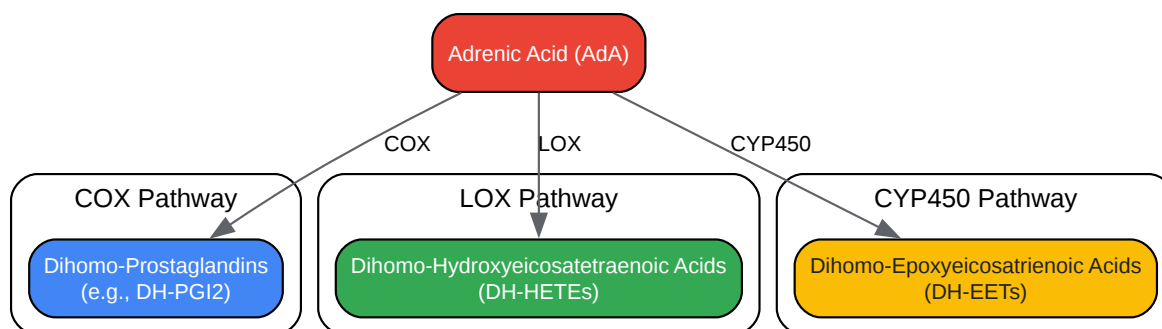 Adrenic Acid (AdA)
COX
LOX
CYP450
COX Pathway
LOX Pathway
CYP450 Pathway
Dihomo-Prostaglandins
(e.g., DH-PGI2)
Dihomo-Hydroxyeicosatetraenoic Acids
(DH-HETEs)
Dihomo-Epoxyeicosatrienoic Acids
(DH-EETs)